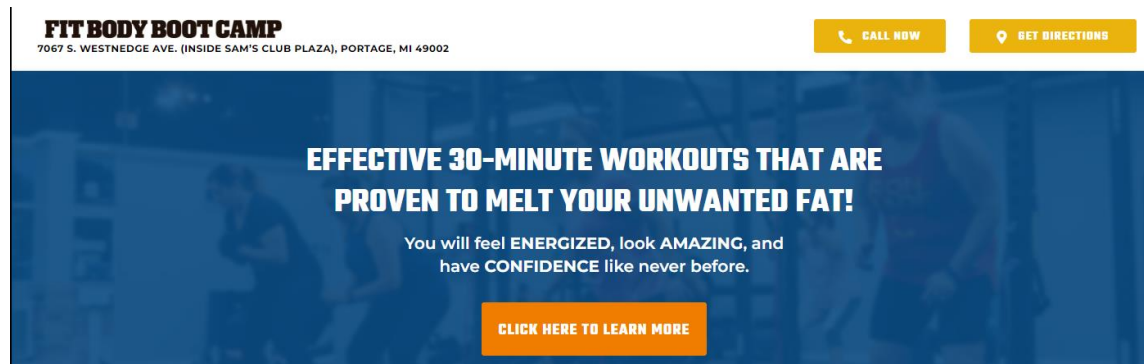 FIT BODY BOOT CAMP
7067 S. WESTNEDGE AVE. (INSIDE SAM'S CLUB PLAZA), PORTAGE, MI 49002
CALL NOW
GET DIRECTIONS
EFFECTIVE 30-MINUTE WORKOUTS THAT ARE
PROVEN TO MELT YOUR UNWANTED FAT!
You will feel ENERGIZED, look AMAZING, and
have CONFIDENCE like never before.
CLICK HERE TO LEARN MORE